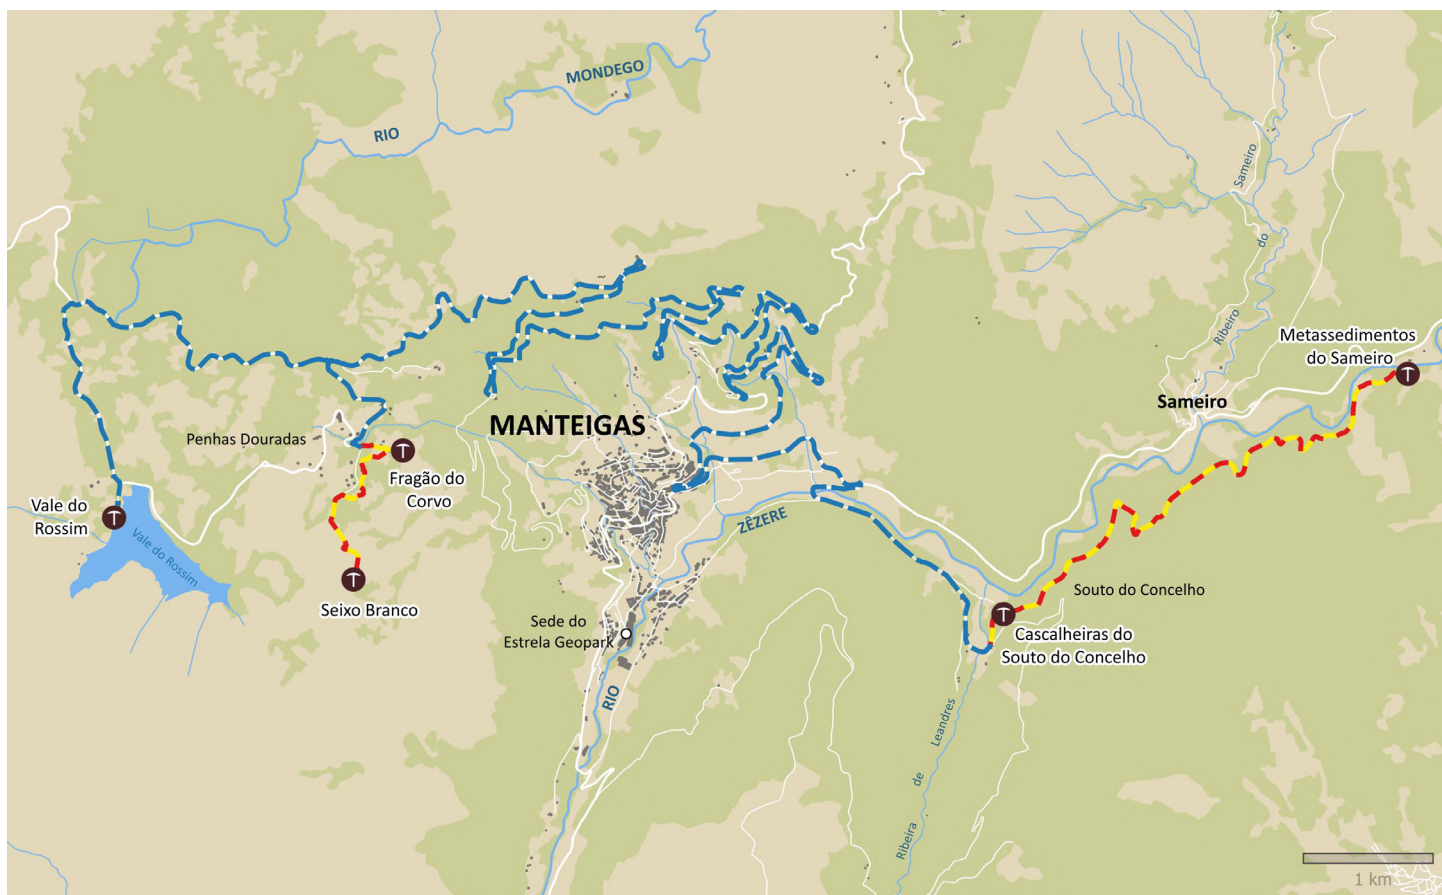 MONDEGO
RIO
Sameiro
do
Ribeiro
Metassedimentos
do Sameiro
Sameiro
MANTEIGAS
Penhas Douradas
Fragão do
Corvo
Vale do
Rossim
Vale do Rossim
ZÊZERE
Seixo Branco
Souto do Concelho
Sede do
Estrela Geopark
Cascalheiras do
Souto do Concelho
RIO
Leandres
de
Ribeira
1 km